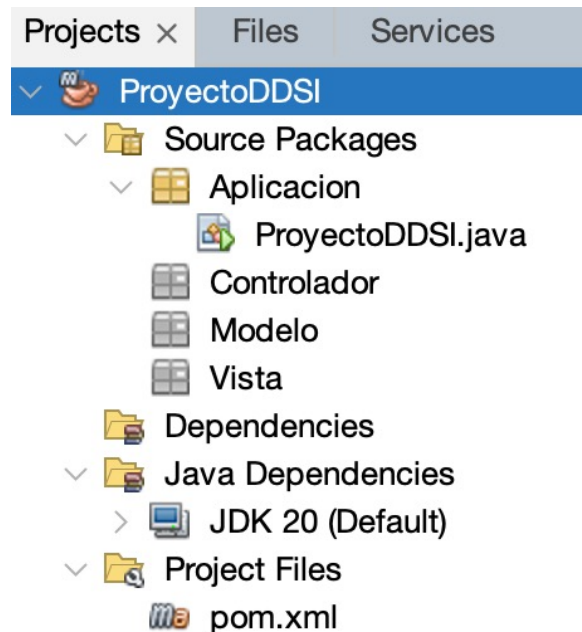 Projects × Files Services
ProyectoDDSI
Source Packages
Aplicacion
ProyectoDDSI.java
Controlador
Modelo
Vista
Dependencies
Java Dependencies
JDK 20 (Default)
Project Files
pom.xml